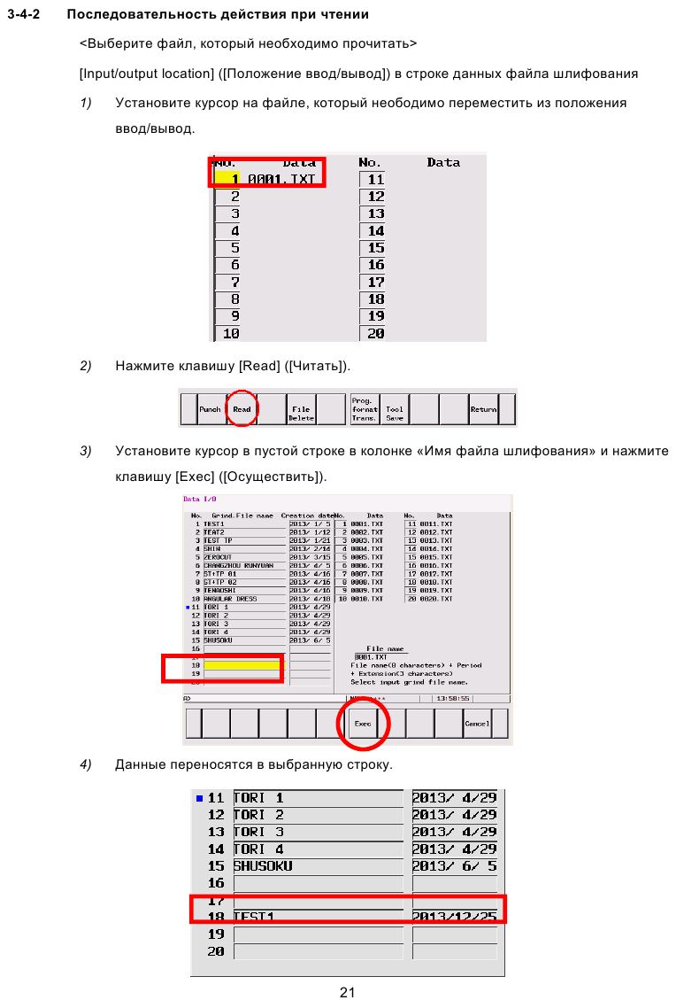 3-4-2 Последовательность действия при чтении
<Выберите файл, который необходимо прочитать>
[Input/output location] ([Положение ввод/вывод]) в строке данных файла шлифования
1) Установите курсор на файле, который неободимо переместить из положения
ввод/вывод.
No. Data No. Data
1 0001.TXT 11
2 12
3 13
4 14
5 15
6 16
7 17
8 18
9 19
10 20
2) Нажмите клавишу [Read] ([Читать]).
Punch Read File Delete Prog. format Trans. Tool Save Return
3) Установите курсор в пустой строке в колонке «Имя файла шлифования» и нажмите
клавишу [Exec] ([Осуществить]).
Data I/O
No. Grind.File name Creation date No. Data No. Data
1 TEST1 2013/ 1/ 5 1 0001.TXT 11 0011.TXT
2 TEAT2 2013/ 1/12 2 0002.TXT 12 0012.TXT
3 TEST TP 2013/ 1/21 3 0003.TXT 13 0013.TXT
4 SHIN 2013/ 2/14 4 0004.TXT 14 0014.TXT
5 ZEROCUT 2013/ 3/15 5 0005.TXT 15 0015.TXT
6 CHANGZHOU RUNYUAN 2013/ 4/ 5 6 0006.TXT 16 0016.TXT
7 ST+TP 01 2013/ 4/16 7 0007.TXT 17 0017.TXT
8 ST+TP 02 2013/ 4/16 8 0008.TXT 18 0018.TXT
9 TENAOSHI 2013/ 4/16 9 0009.TXT 19 0019.TXT
10 ANGULAR DRESS 2013/ 4/18 10 0010.TXT 20 0020.TXT
11 TORI 1 2013/ 4/29
12 TORI 2 2013/ 4/29
13 TORI 3 2013/ 4/29
14 TORI 4 2013/ 4/29
15 SHUSOKU 2013/ 6/ 5
16 File name
0001.TXT
18 File name(8 characters) + Period
19 + Extension(3 characters)
Select input grind file name.
A> 13:58:55
Exec Cancel
4) Данные переносятся в выбранную строку.
11 TORI 1 2013/ 4/29
12 TORI 2 2013/ 4/29
13 TORI 3 2013/ 4/29
14 TORI 4 2013/ 4/29
15 SHUSOKU 2013/ 6/ 5
16
17
18 TEST1 2013/12/25
19
20
21